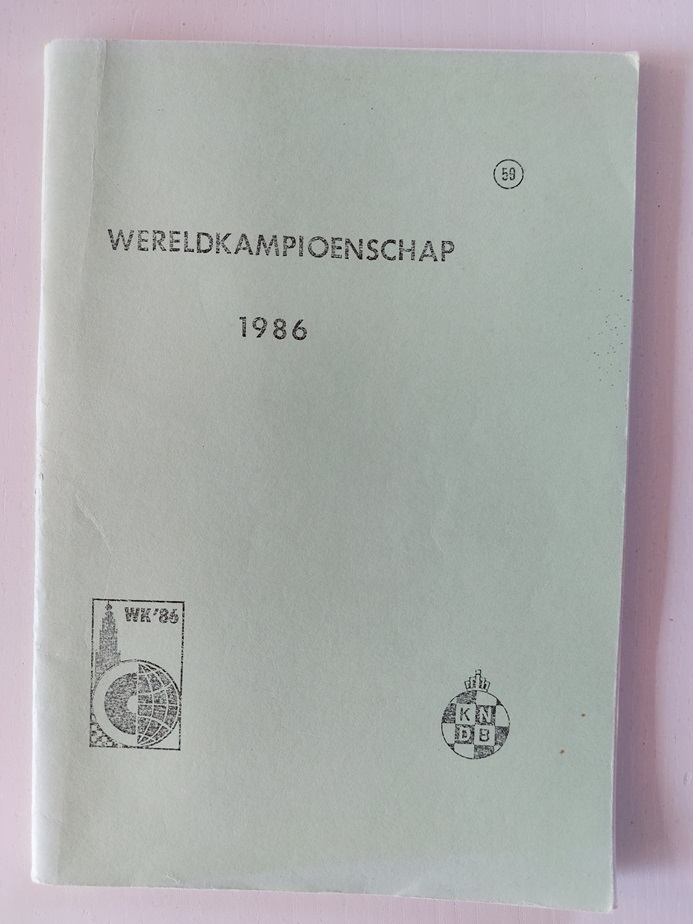 59
WERELDKAMPIOENSCHAP
1986
WK'86
K N
D B